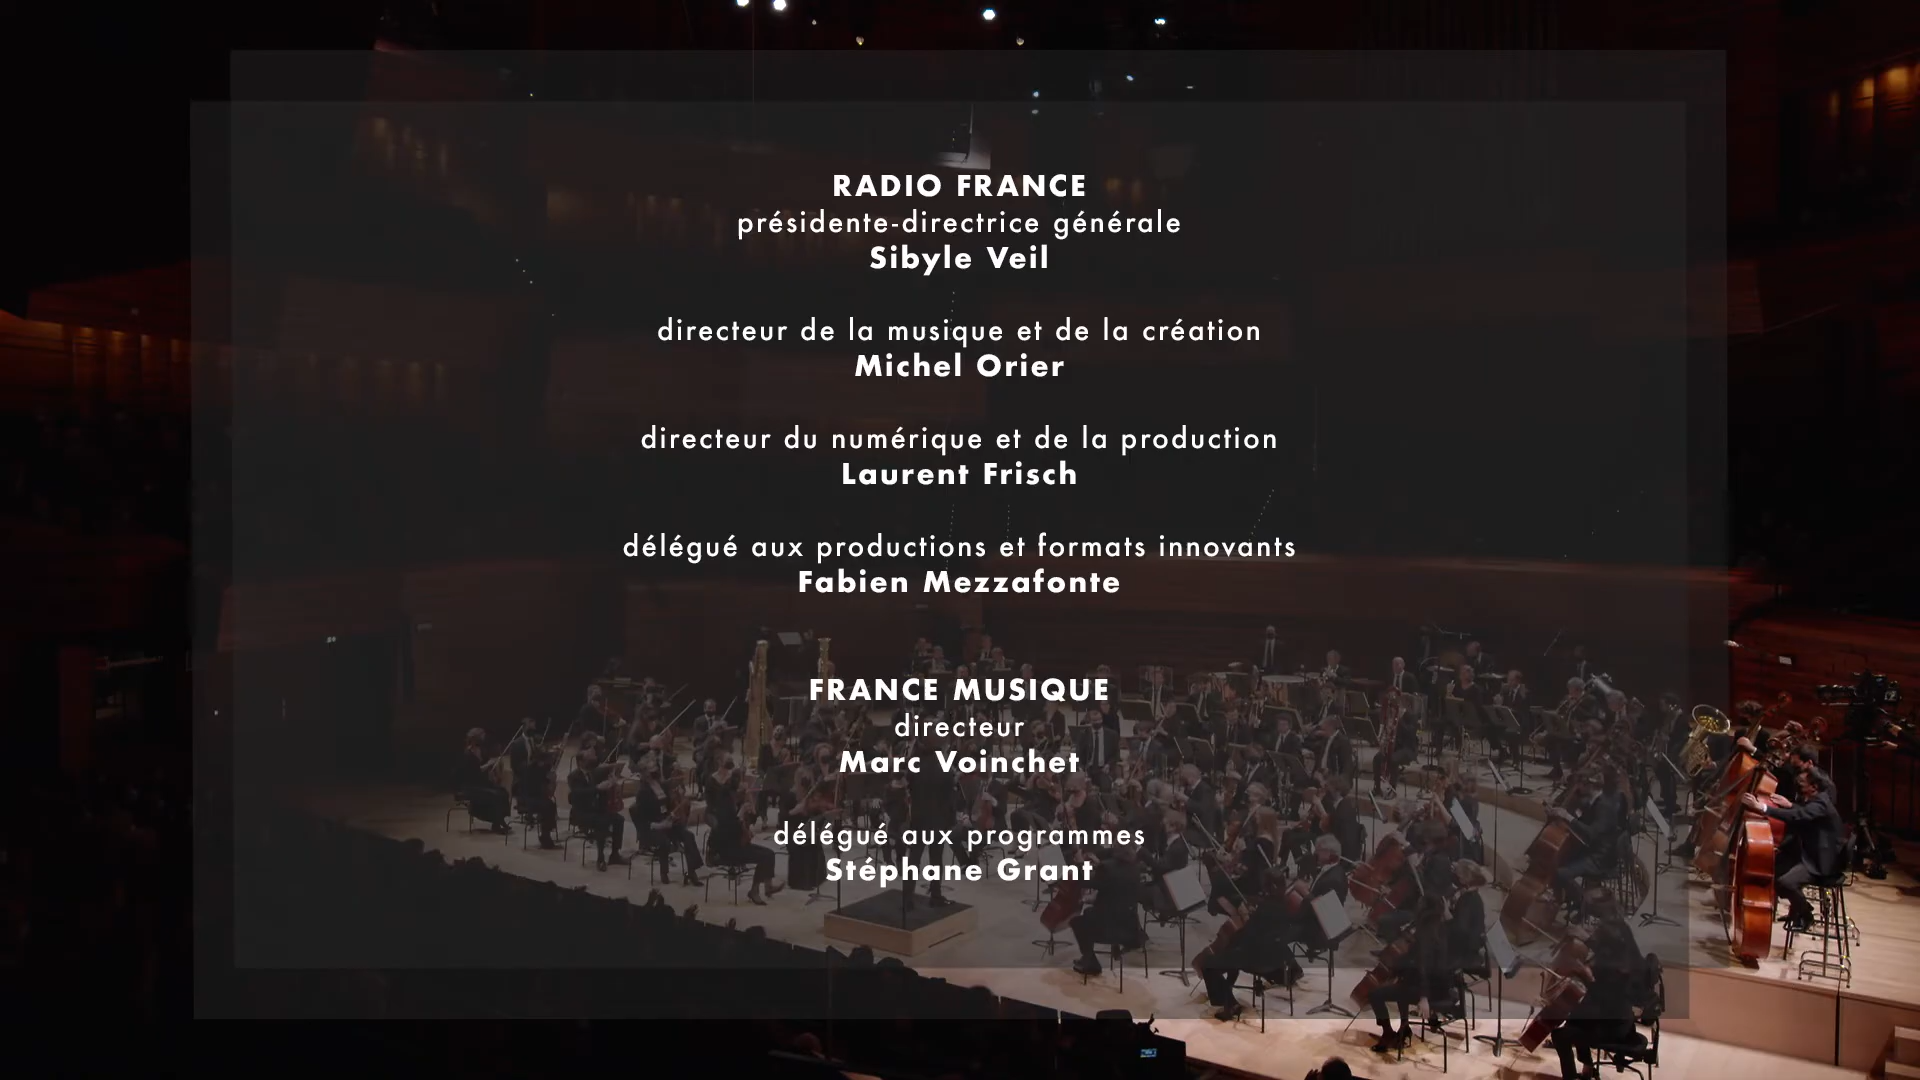 RADIO FRANCE
présidente-directrice générale
Sibyle Veil
directeur de la musique et de la création
Michel Orier
directeur du numérique et de la production
Laurent Frisch
délégué aux productions et formats innovants
Fabien Mezzafonte
FRANCE MUSIQUE
directeur
Marc Voinchet
délégué aux programmes
Stéphane Grant